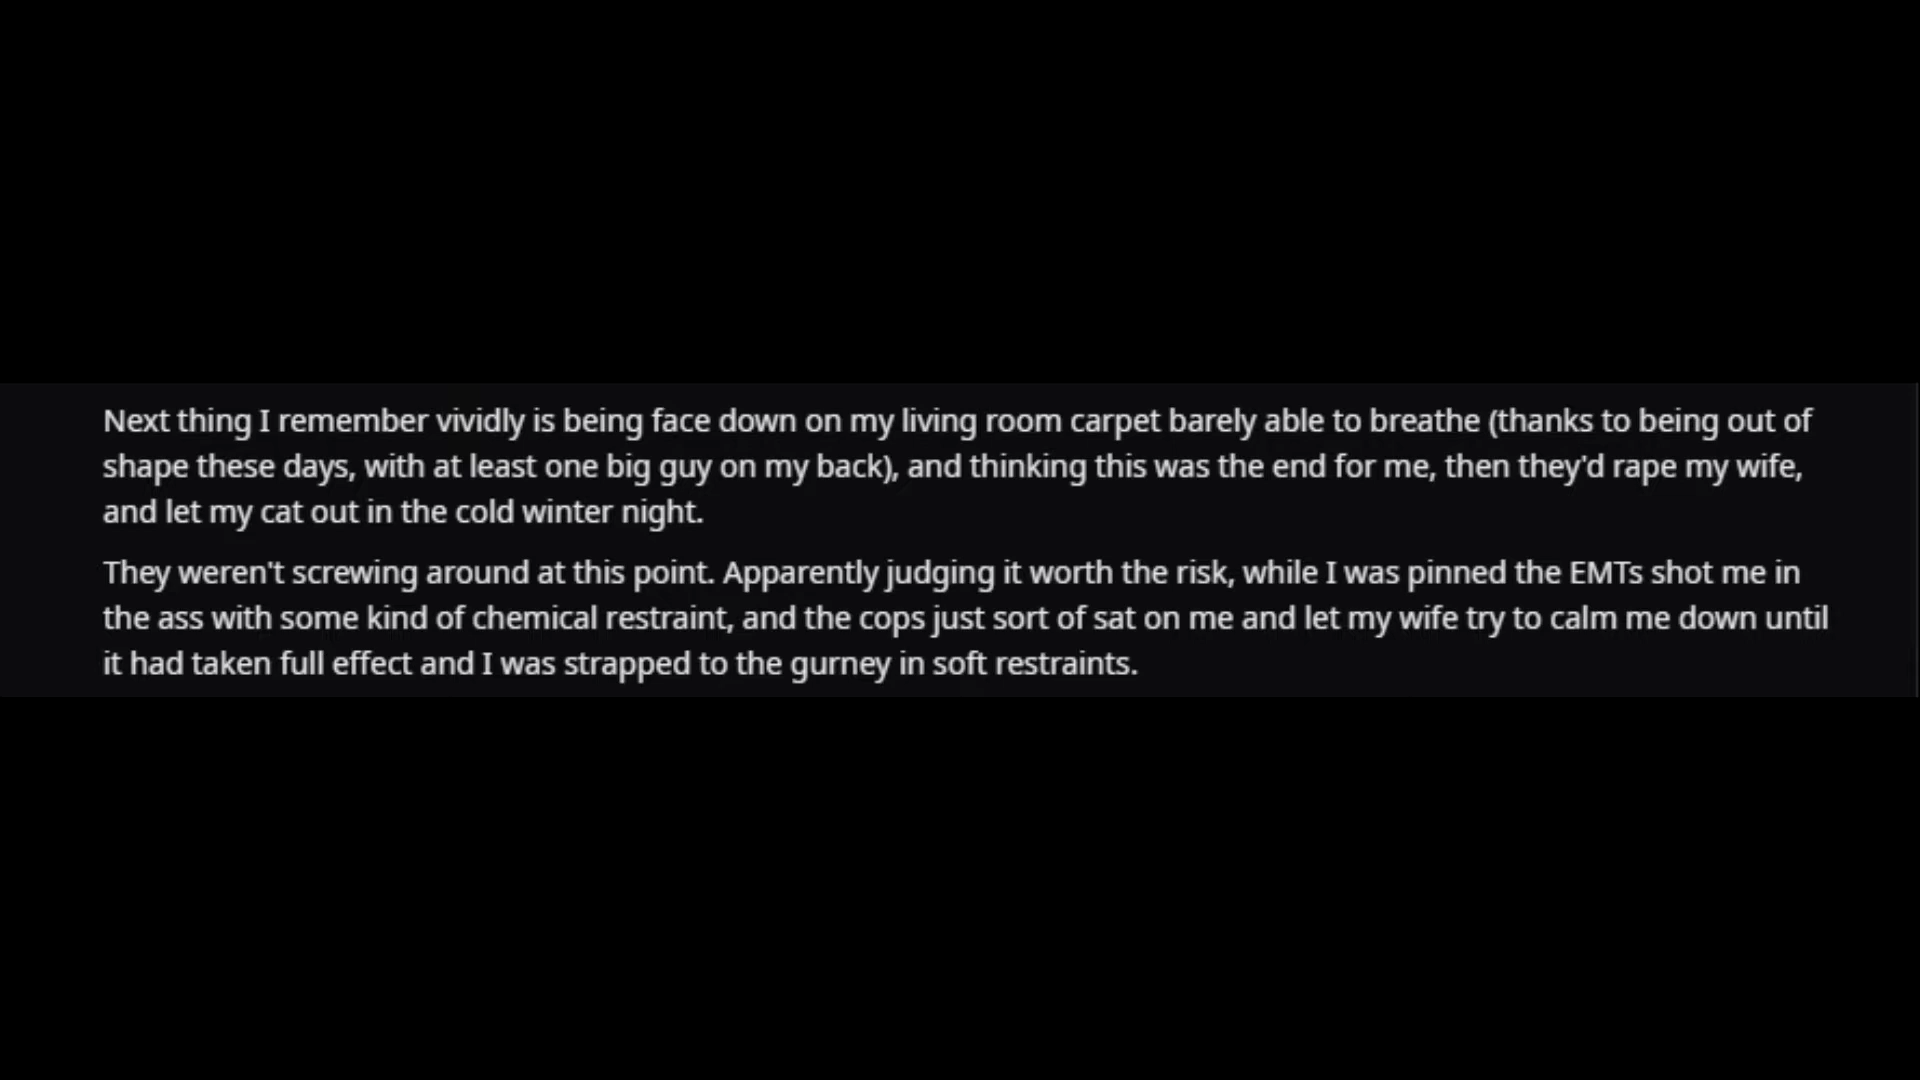 Next thing I remember vividly is being face down on my living room carpet barely able to breathe (thanks to being out of
shape these days, with at least one big guy on my back), and thinking this was the end for me, then they'd rape my wife,
and let my cat out in the cold winter night.
They weren't screwing around at this point. Apparently judging it worth the risk, while I was pinned the EMTs shot me in
the ass with some kind of chemical restraint, and the cops just sort of sat on me and let my wife try to calm me down until
it had taken full effect and I was strapped to the gurney in soft restraints.